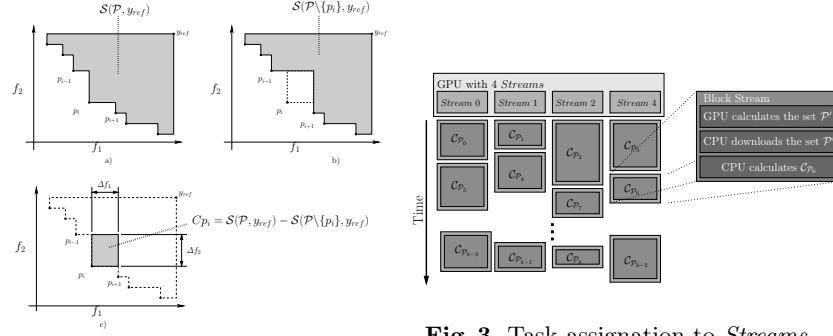 S(P, y_ref)
y_ref
f_2
p_{i-1}
p_i
p_{i+1}
f_1
a)
S(P\{p_i}, y_ref)
y_ref
f_2
p_{i-1}
p_i
p_{i+1}
f_1
b)
Δf_1
y_ref
Cp_i = S(P, y_ref) − S(P\{p_i}, y_ref)
f_2
p_{i-1}
Δf_2
p_i
p_{i+1}
f_1
c)
GPU with 4 Streams
Stream 0
Stream 1
Stream 2
Stream 4
Time
C_{P_0}
C_{P_1}
C_{P_2}
C_{P_3}
C_{P_4}
C_{P_5}
C_{P_6}
C_{P_7}
C_{P_{k-3}}
C_{P_{k-1}}
C_{P_k}
C_{P_{k-2}}
Block Stream
GPU calculates the set P'
CPU downloads the set P'
CPU calculates C_{P_6}
Fig. 3. Task assignation to Streams